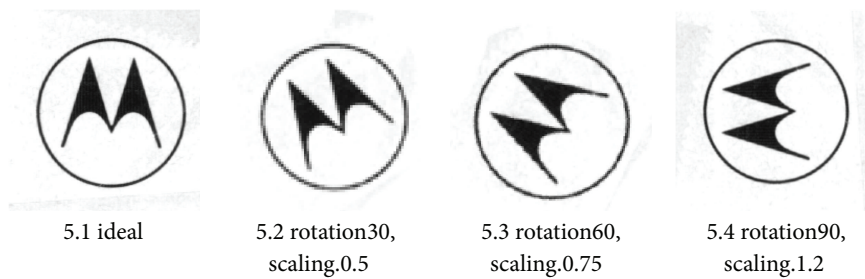 5.1 ideal
5.2 rotation30,
scaling.0.5
5.3 rotation60,
scaling.0.75
5.4 rotation90,
scaling.1.2